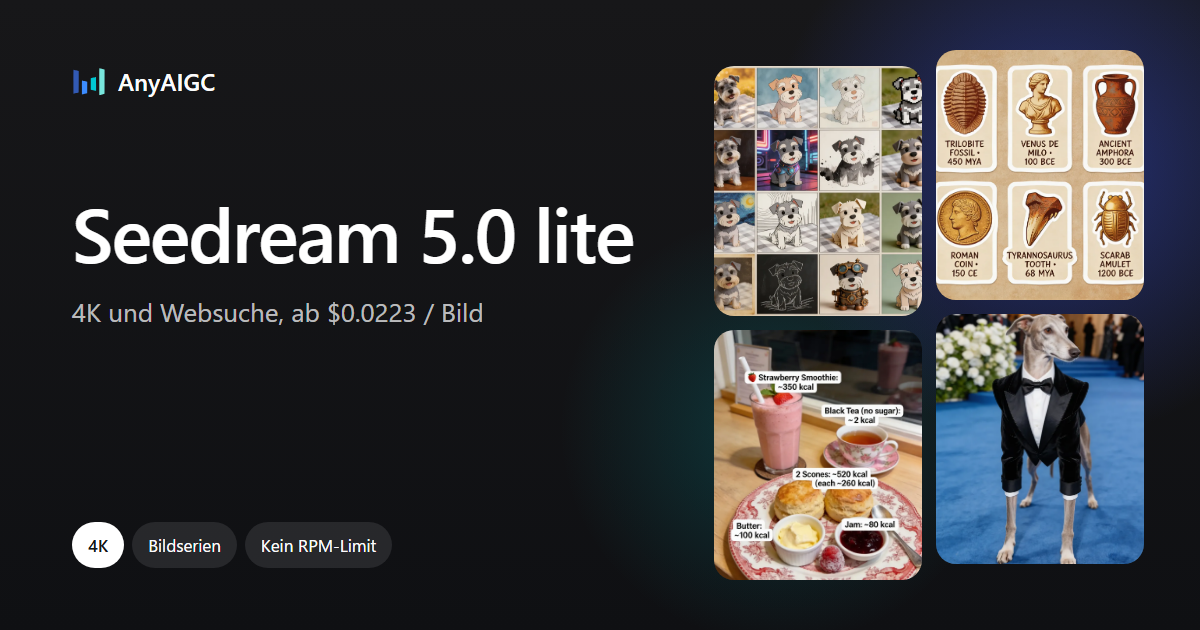 AnyAIGC
Seedream 5.0 lite
4K und Websuche, ab $0.0223 / Bild
4K
Bildserien
Kein RPM-Limit
TRILOBITE
FOSSIL •
450 MYA
VENUS DE
MILO •
100 BCE
ANCIENT
AMPHORA
300 BCE
ROMAN
COIN •
150 CE
TYRANNOSAURUS
TOOTH •
68 MYA
SCARAB
AMULET
1200 BCE
🍓 Strawberry Smoothie:
~350 kcal
Black Tea (no sugar):
~2 kcal
2 Scones: ~520 kcal
(each ~260 kcal)
Butter:
~100 kcal
Jam: ~80 kcal